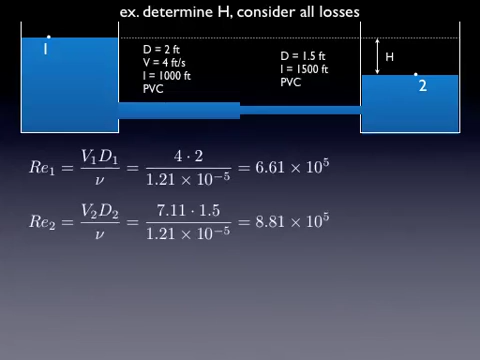 ex. determine H, consider all losses
1
D = 2 ft
V = 4 ft/s
l = 1000 ft
PVC
D = 1.5 ft
l = 1500 ft
PVC
H
2
Re₁ = V₁D₁/ν = 4 · 2/1.21 × 10⁻⁵ = 6.61 × 10⁵
Re₂ = V₂D₂/ν = 7.11 · 1.5/1.21 × 10⁻⁵ = 8.81 × 10⁵